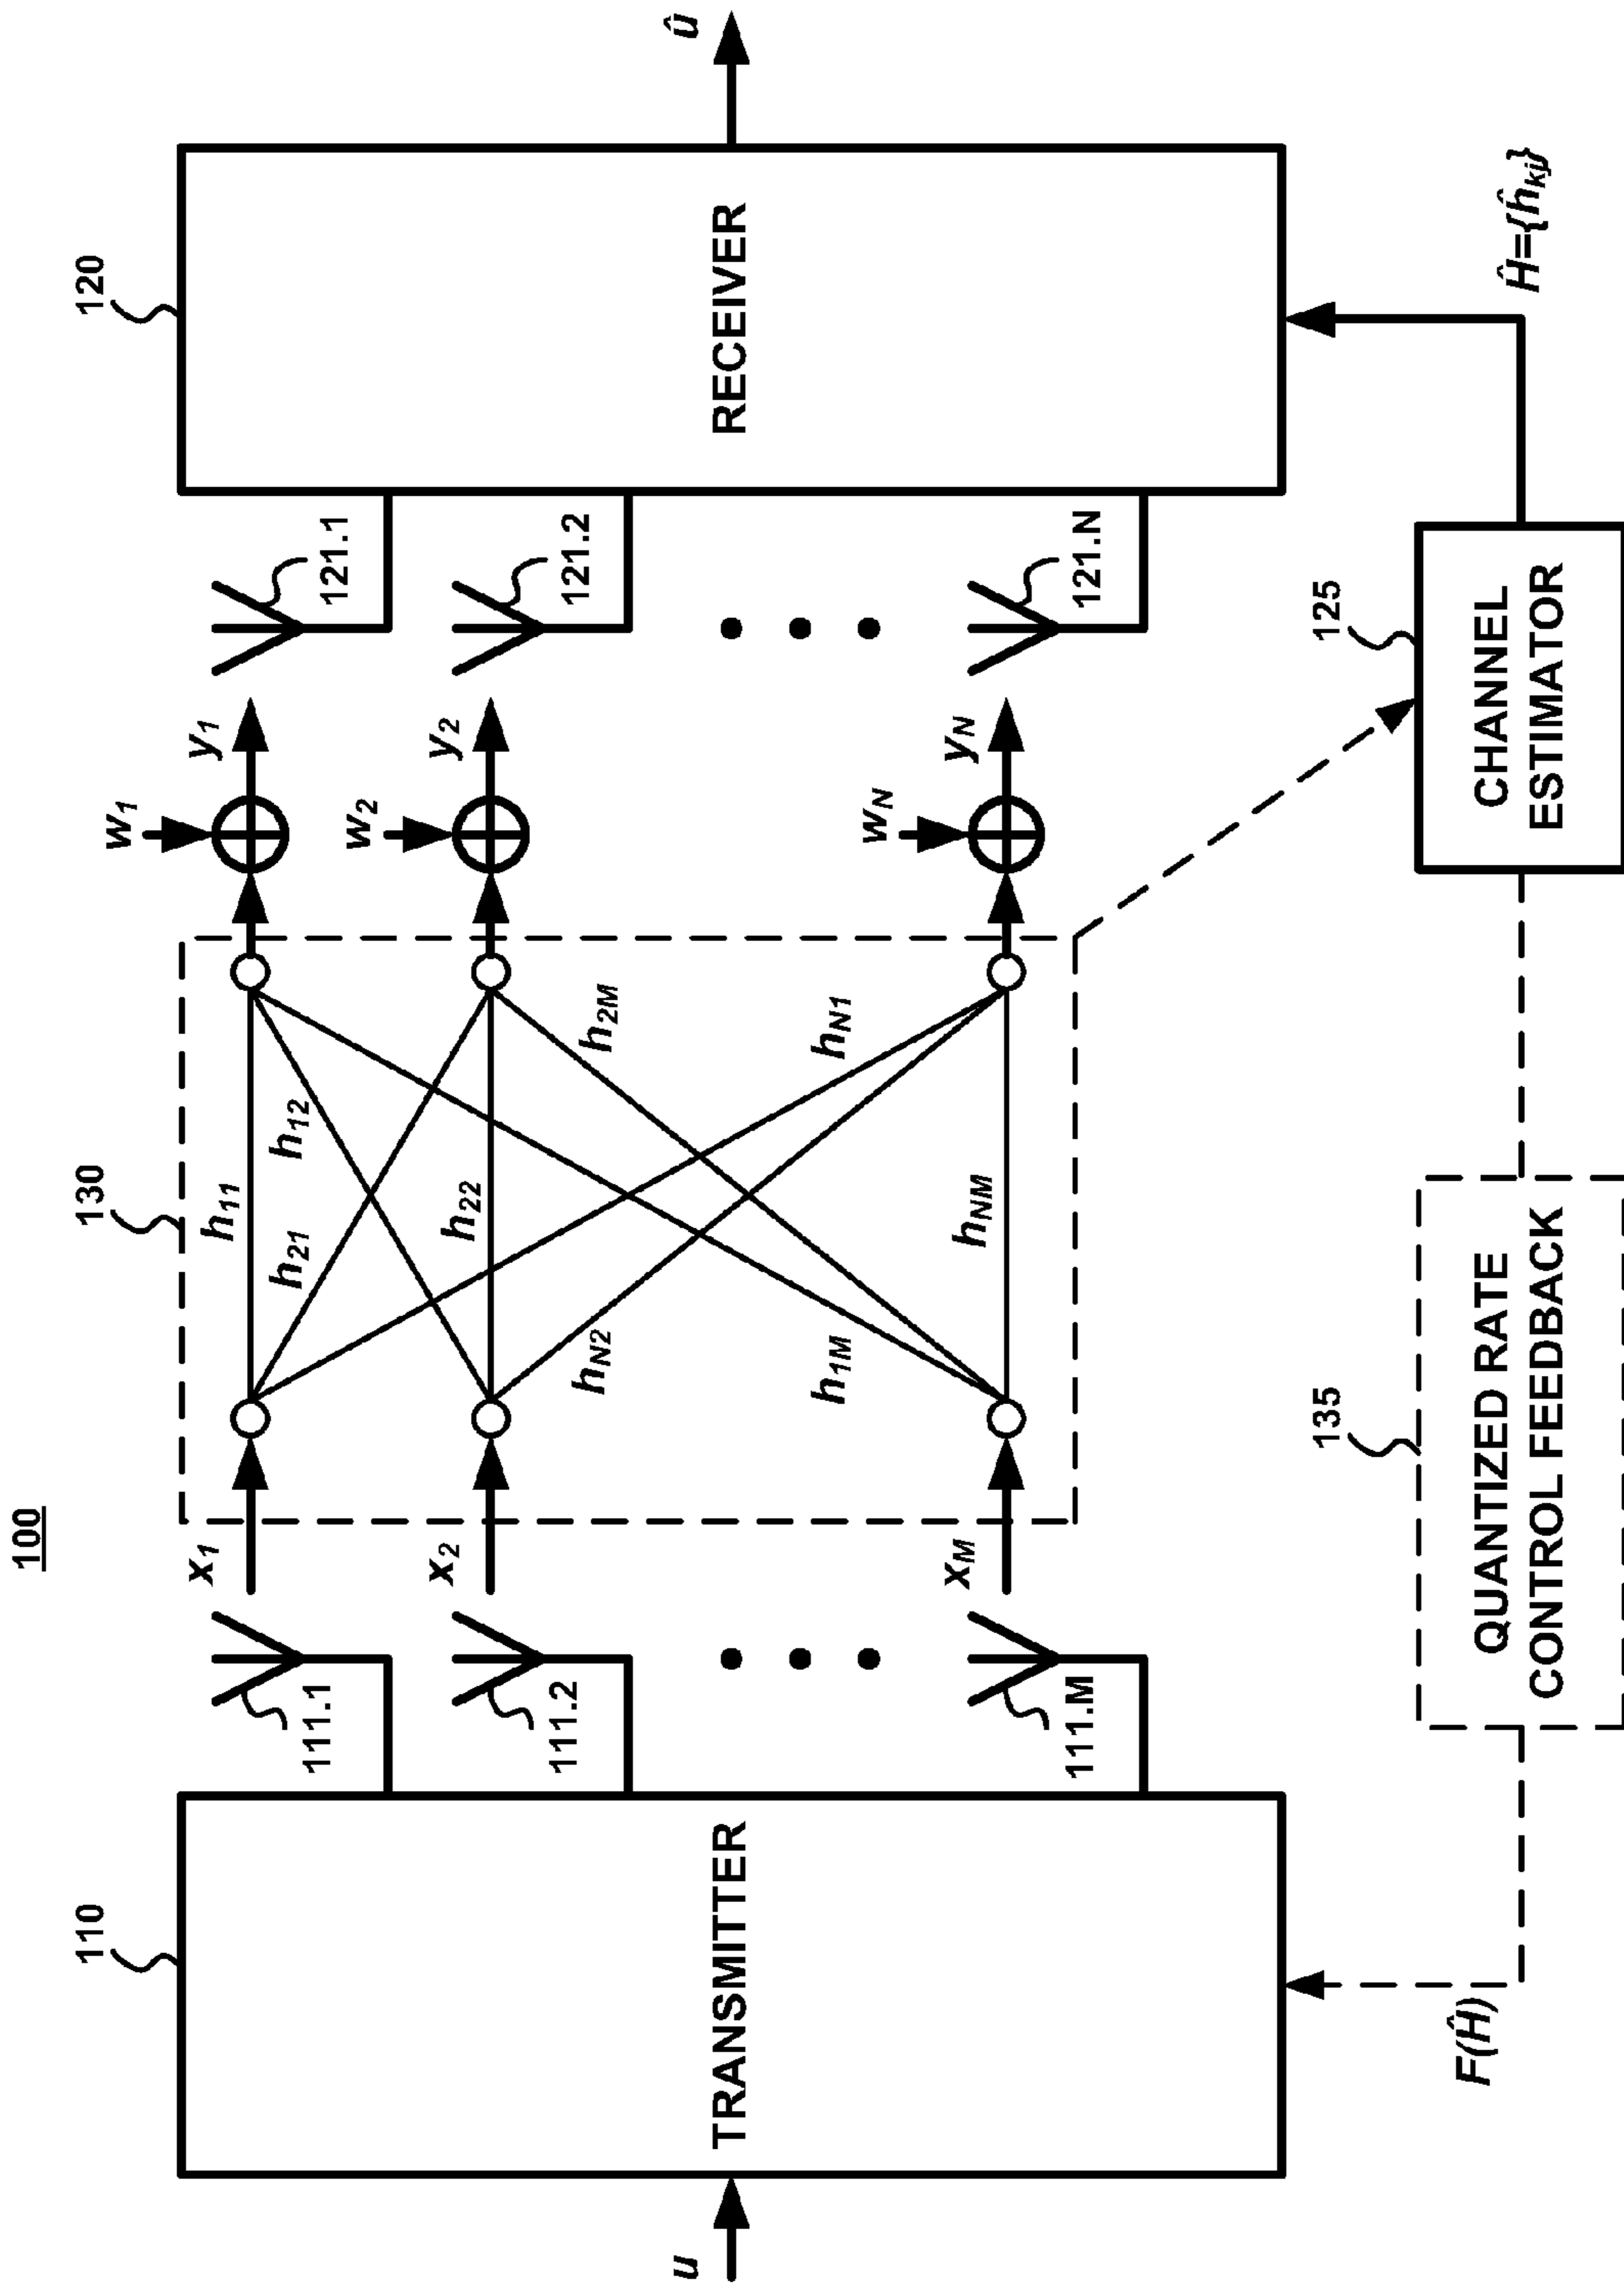 100
110
130
120
u
TRANSMITTER
111.1
111.2
111.M
x1
x2
xM
h11
h12
h21
h22
h2M
hN2
hN1
h1M
hNM
w1
w2
wN
y1
y2
yN
121.1
121.2
121.N
RECEIVER
û
F(Ĥ)
135
QUANTIZED RATE
CONTROL FEEDBACK
125
CHANNEL
ESTIMATOR
Ĥ={ĥkj}